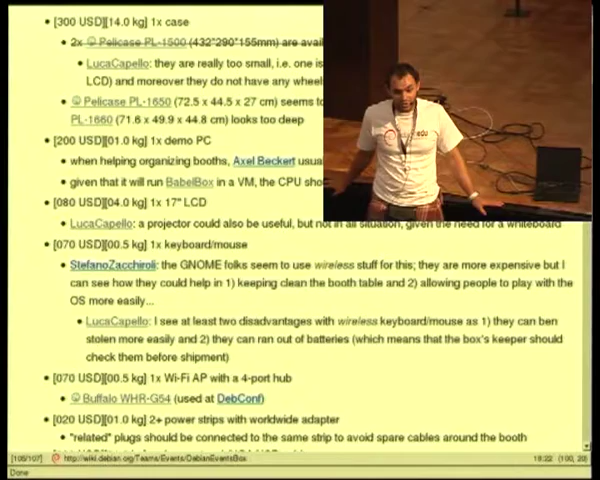 [300 USD][14.0 kg] 1x case
2x Pelicase PL-1500 (432*290*155mm) are avai
LucaCapello: they are really too small, i.e. one is
LCD) and moreover they do not have any wheel
Pelicase PL-1650 (72.5 x 44.5 x 27 cm) seems to
PL-1660 (71.6 x 49.9 x 44.8 cm) looks too deep
[200 USD][01.0 kg] 1x demo PC
when helping organizing booths, Axel Beckert usua
given that it will run BabelBox in a VM, the CPU sho
[080 USD][04.0 kg] 1x 17" LCD
LucaCapello: a projector could also be useful, but not in all situation, given the need for a whiteboard
[070 USD][00.5 kg] 1x keyboard/mouse
StefanoZacchiroli: the GNOME folks seem to use wireless stuff for this; they are more expensive but I
can see how they could help in 1) keeping clean the booth table and 2) allowing people to play with the
OS more easily...
LucaCapello: I see at least two disadvantages with wireless keyboard/mouse as 1) they can ben
stolen more easily and 2) they can ran out of batteries (which means that the box's keeper should
check them before shipment)
[070 USD][00.5 kg] 1x Wi-Fi AP with a 4-port hub
Buffalo WHR-G54 (used at DebConf)
[020 USD][01.0 kg] 2+ power strips with worldwide adapter
"related" plugs should be connected to the same strip to avoid spare cables around the booth
[105/107] http://wiki.debian.org/Teams/Events/DebianEventsBox 18:22 (100, 20)
Done